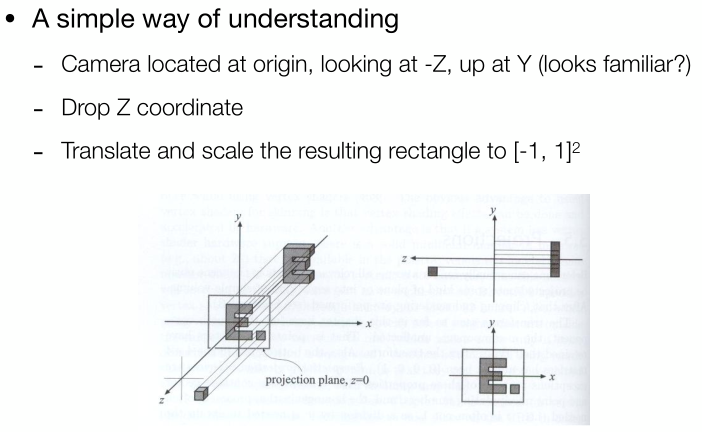 • A simple way of understanding
- Camera located at origin, looking at -Z, up at Y (looks familiar?)
- Drop Z coordinate
- Translate and scale the resulting rectangle to [-1, 1]²
y
x
z
projection plane, z=0
y
z
y
x